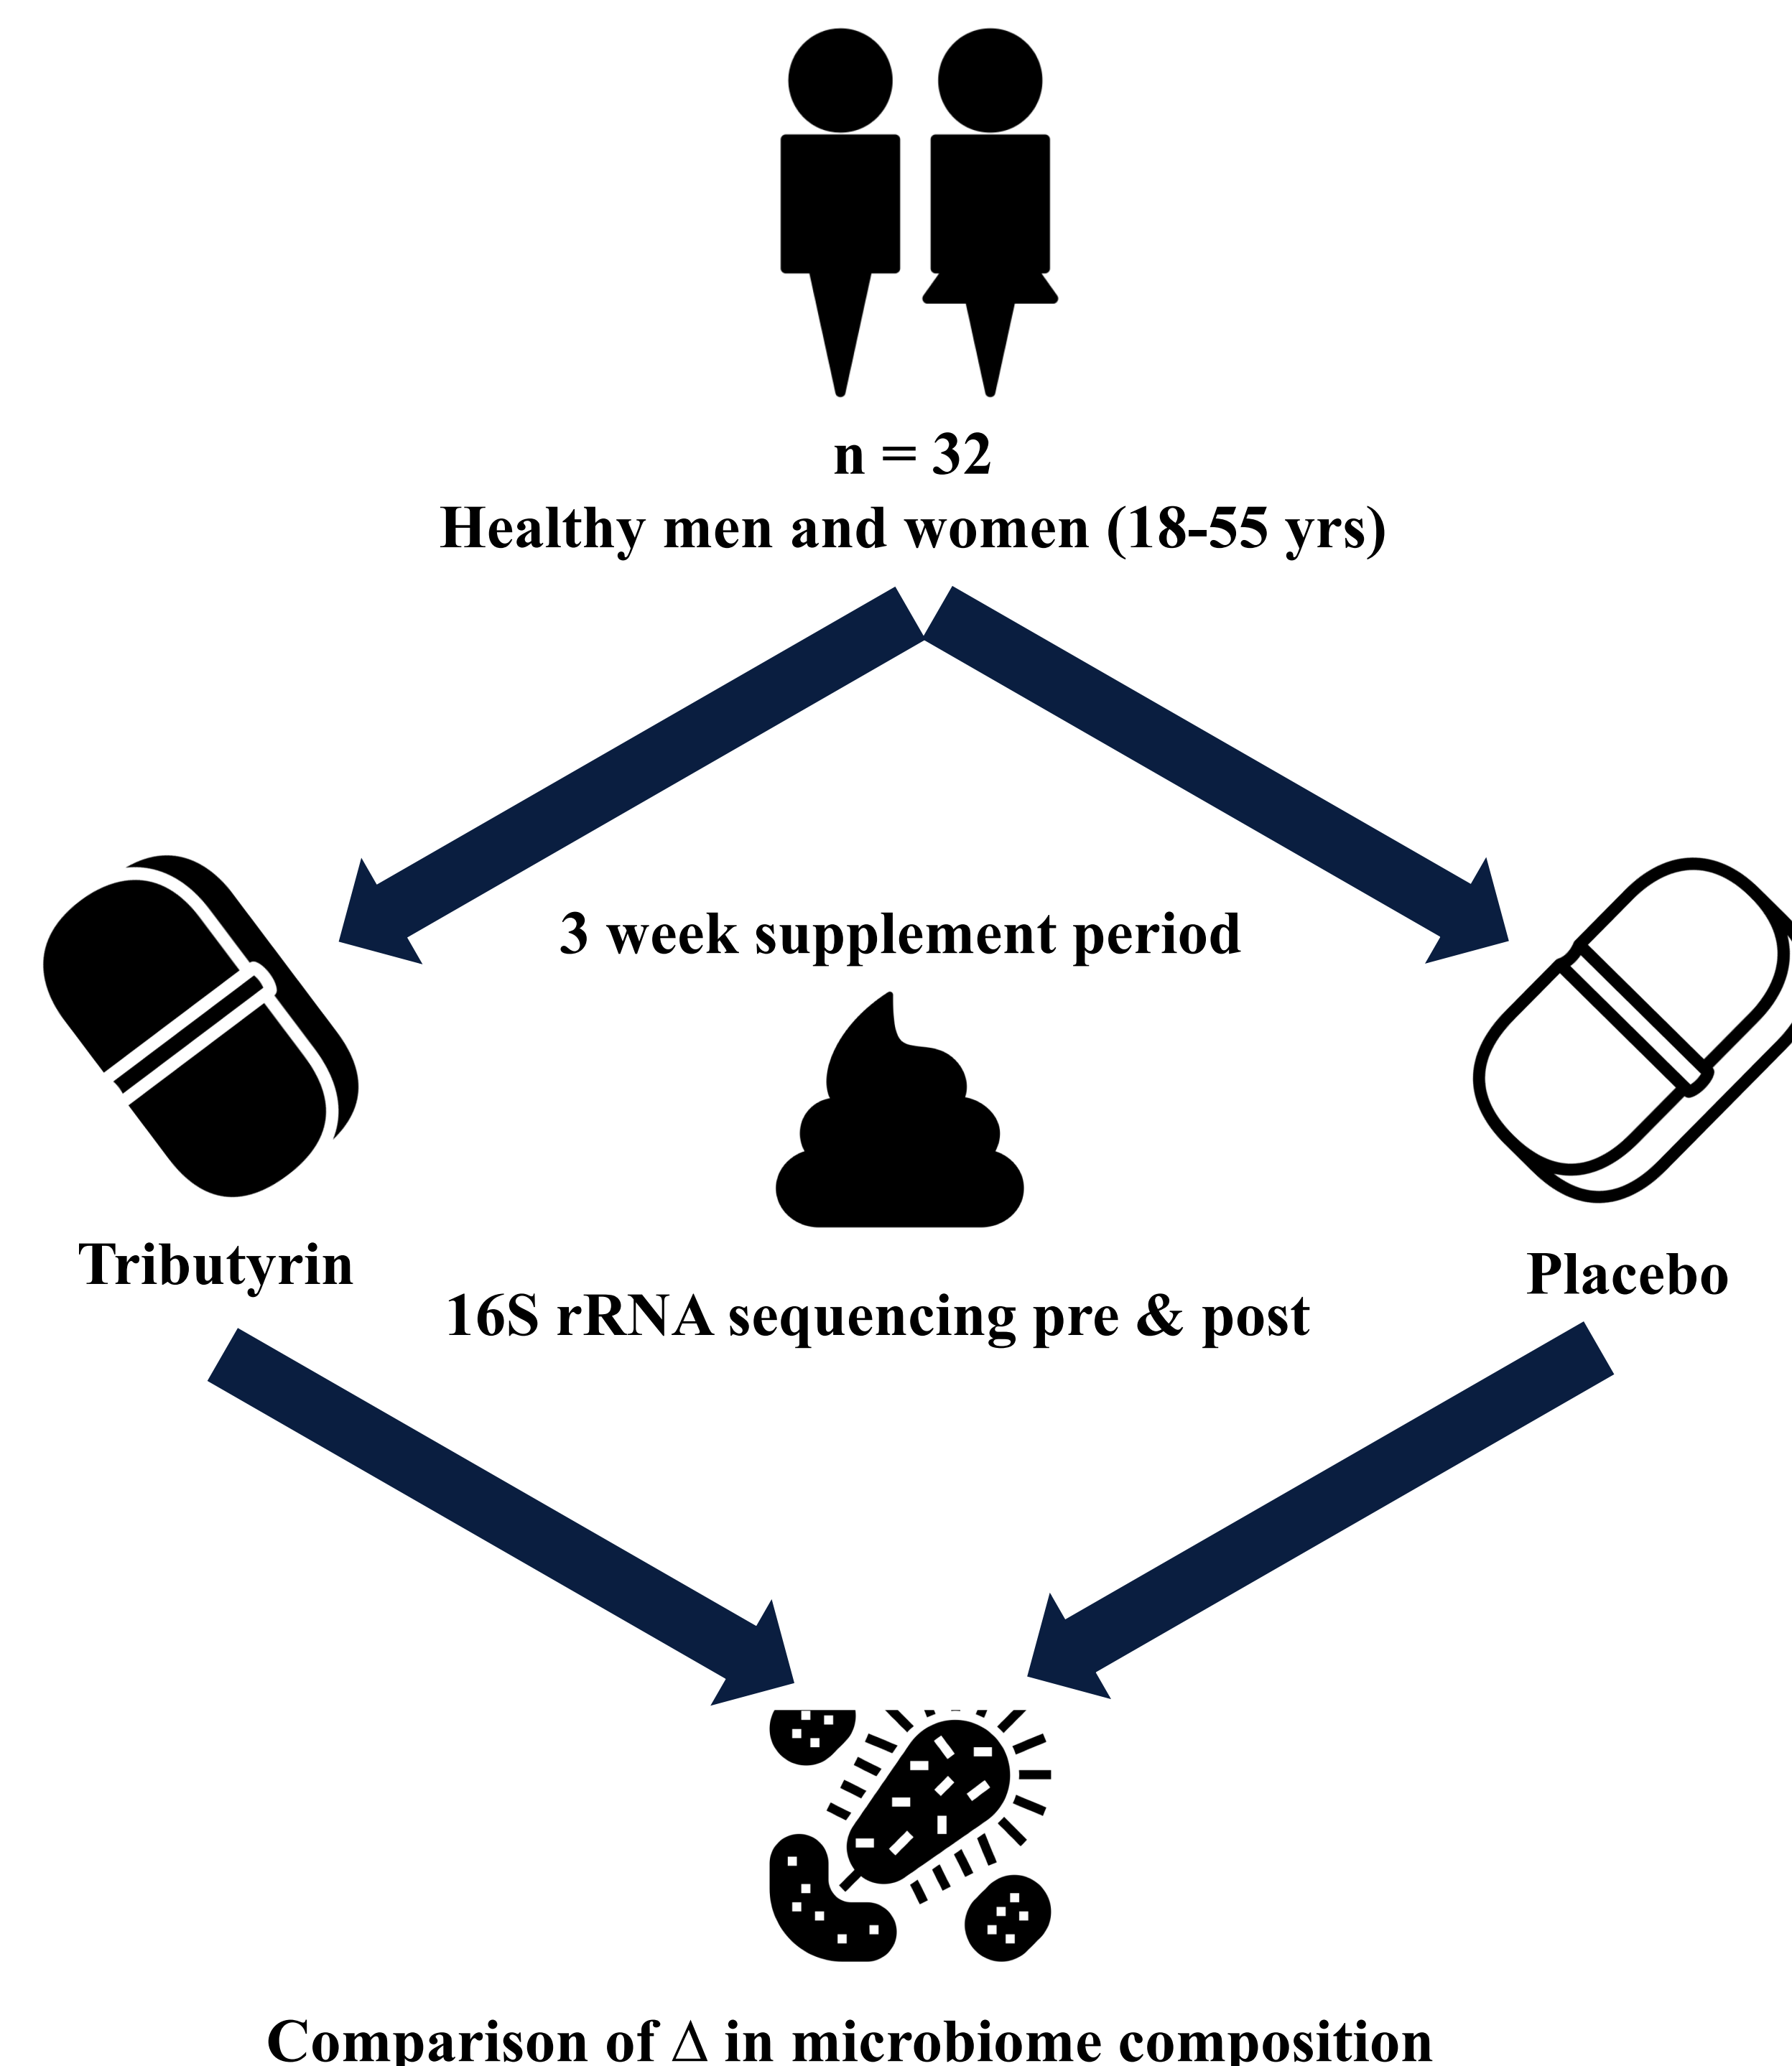 n = 32
Healthy men and women (18-55 yrs)
3 week supplement period
Tributyrin
Placebo
16S rRNA sequencing pre & post
Comparison of Δ in microbiome composition